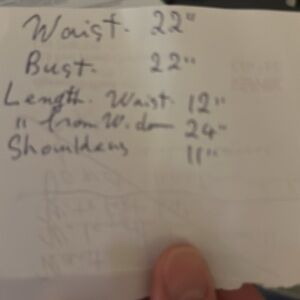 Waist. 22"
Bust. 22"
Length. Waist 12"
" from W. down 24"
Shoulders 11"